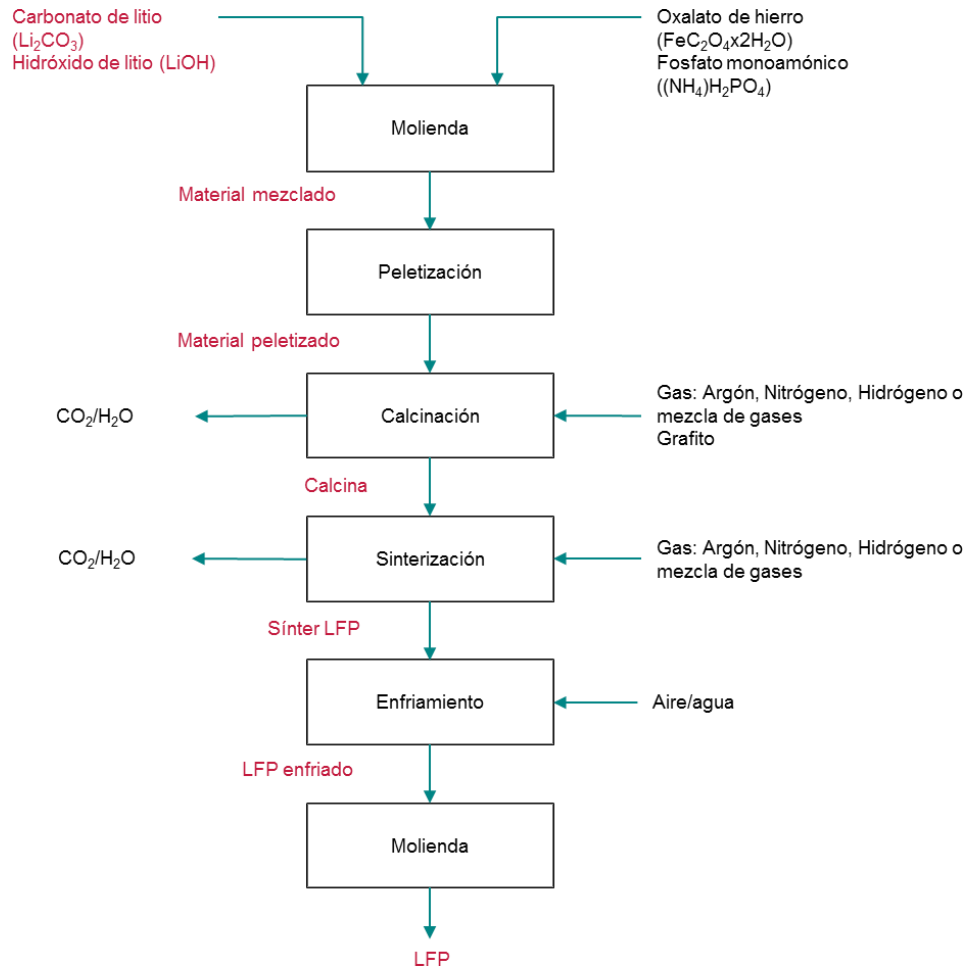 Carbonato de litio
(Li₂CO₃)
Hidróxido de litio (LiOH)
Oxalato de hierro
(FeC₂O₄x2H₂O)
Fosfato monoamónico
((NH₄)H₂PO₄)
Molienda
Material mezclado
Peletización
Material peletizado
CO₂/H₂O
Calcinación
Gas: Argón, Nitrógeno, Hidrógeno o
mezcla de gases
Grafito
Calcina
CO₂/H₂O
Sinterización
Gas: Argón, Nitrógeno, Hidrógeno o
mezcla de gases
Sínter LFP
Enfriamiento
Aire/agua
LFP enfriado
Molienda
LFP